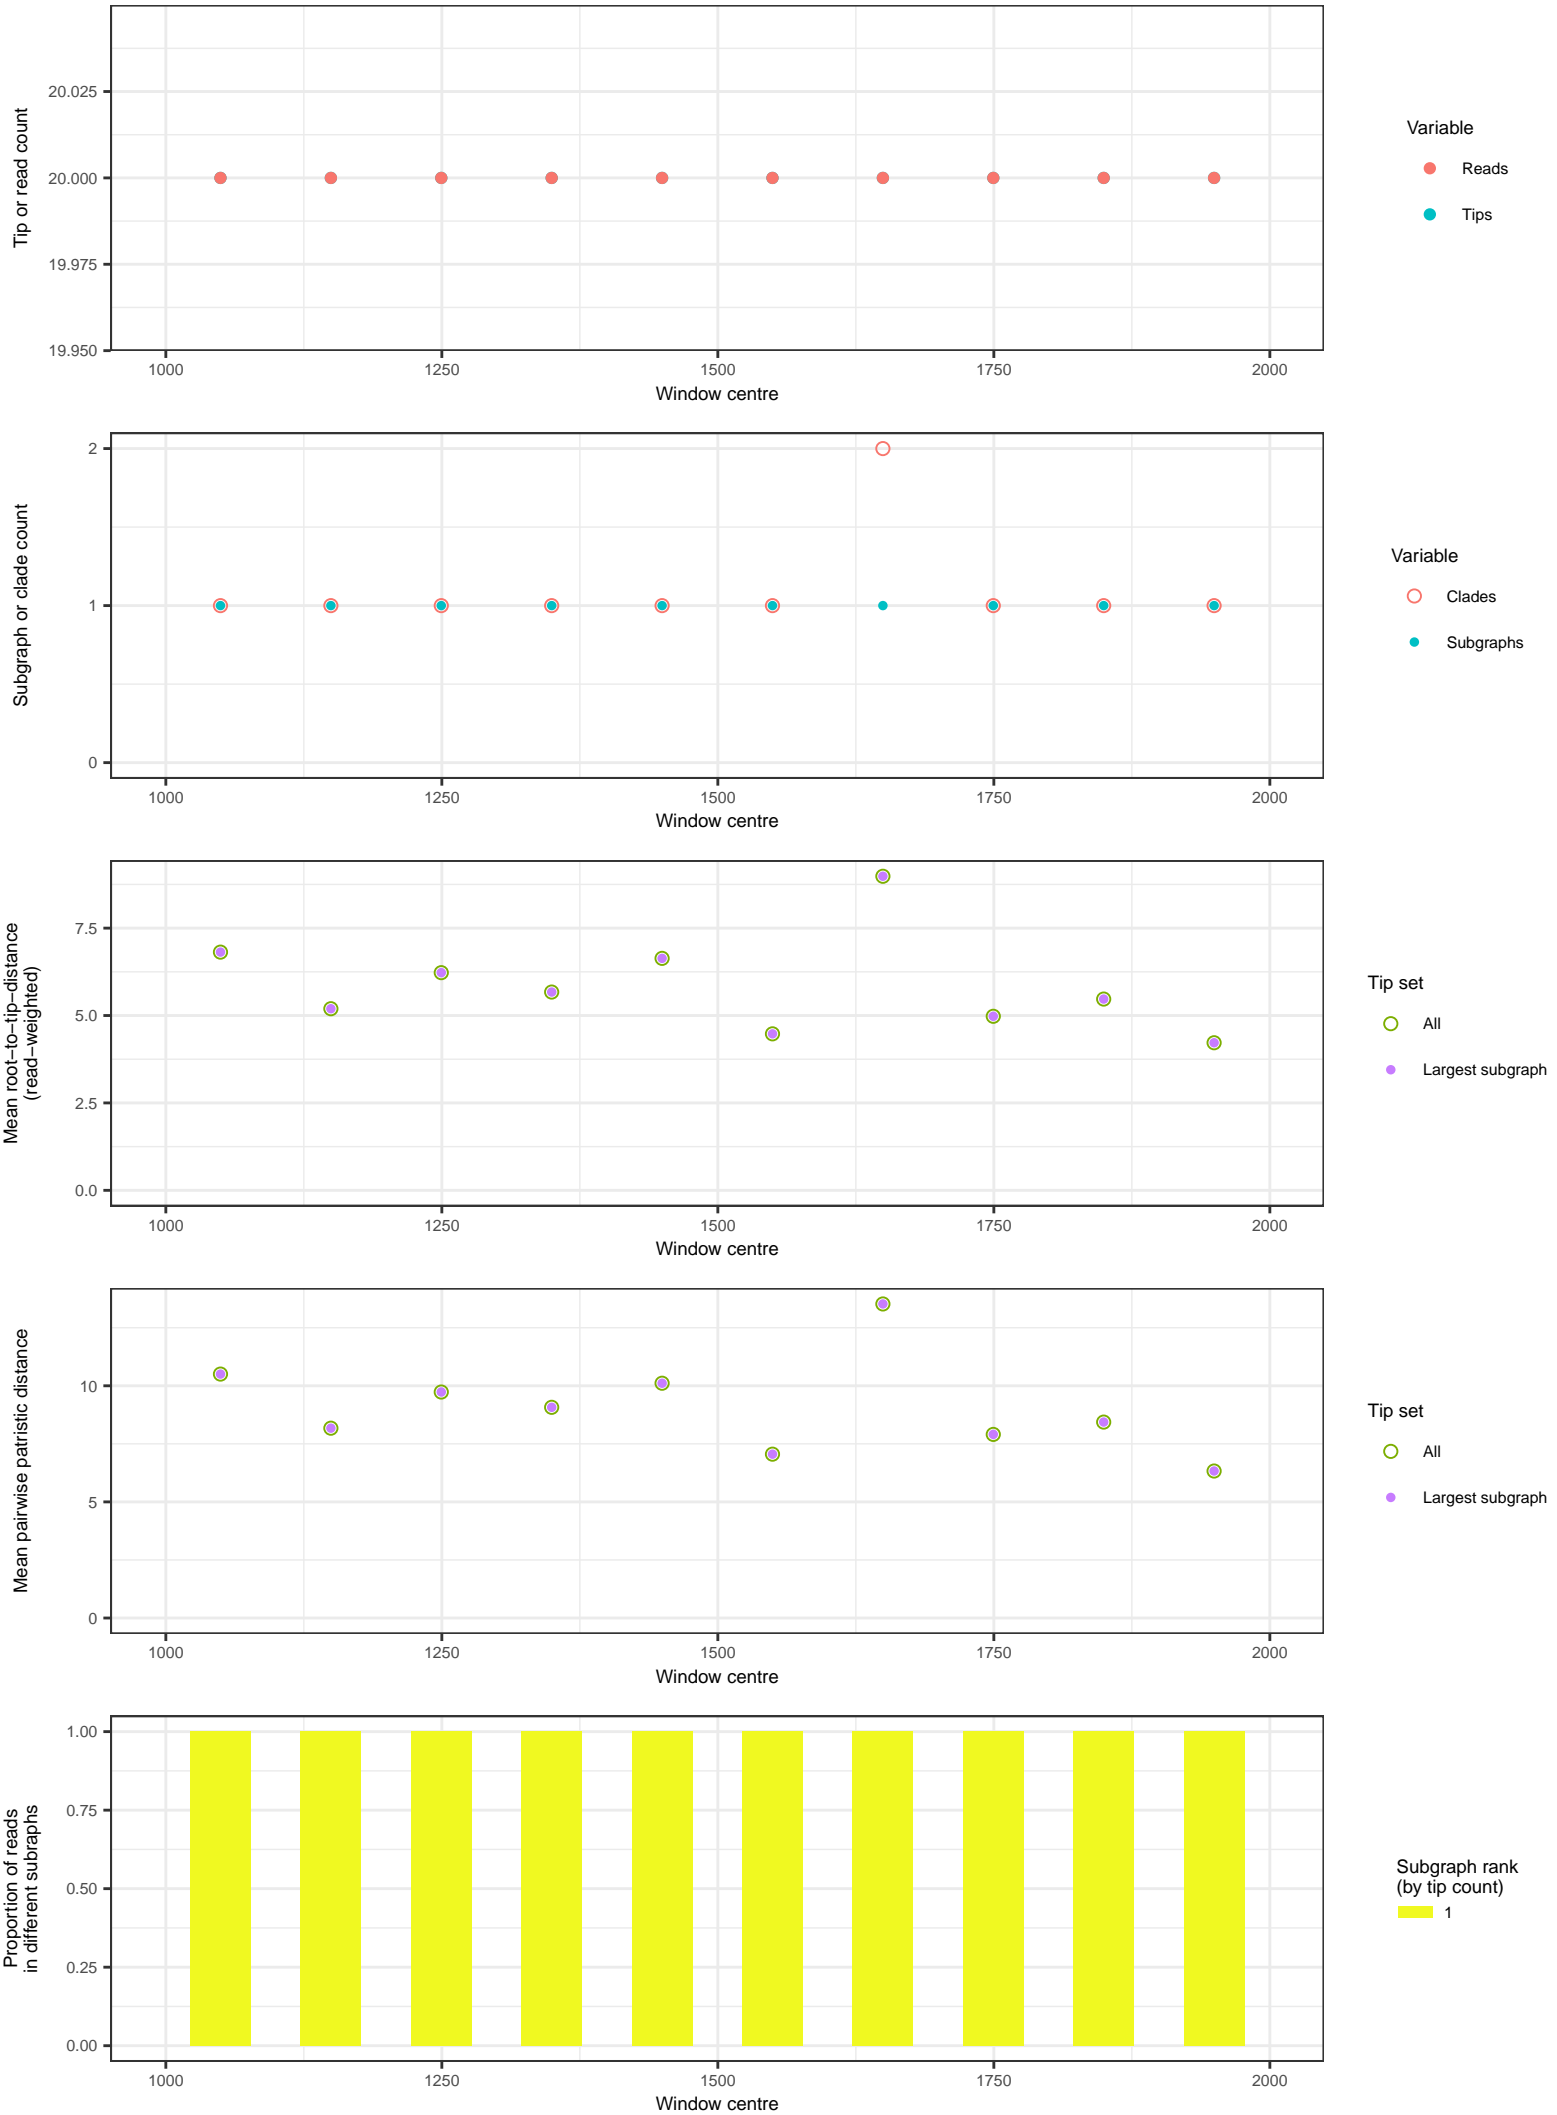 Tip or read count
20.025
20.000
19.975
19.950
1000 1250 1500 1750 2000
Window centre
Variable
Reads
Tips
Subgraph or clade count
2
1
0
1000 1250 1500 1750 2000
Window centre
Variable
Clades
Subgraphs
Mean root−to−tip−distance
(read−weighted)
7.5
5.0
2.5
0.0
1000 1250 1500 1750 2000
Window centre
Tip set
All
Largest subgraph
Mean pairwise patristic distance
10
5
0
1000 1250 1500 1750 2000
Window centre
Tip set
All
Largest subgraph
Proportion of reads
in different subraphs
1.00
0.75
0.50
0.25
0.00
1000 1250 1500 1750 2000
Window centre
Subgraph rank
(by tip count)
1